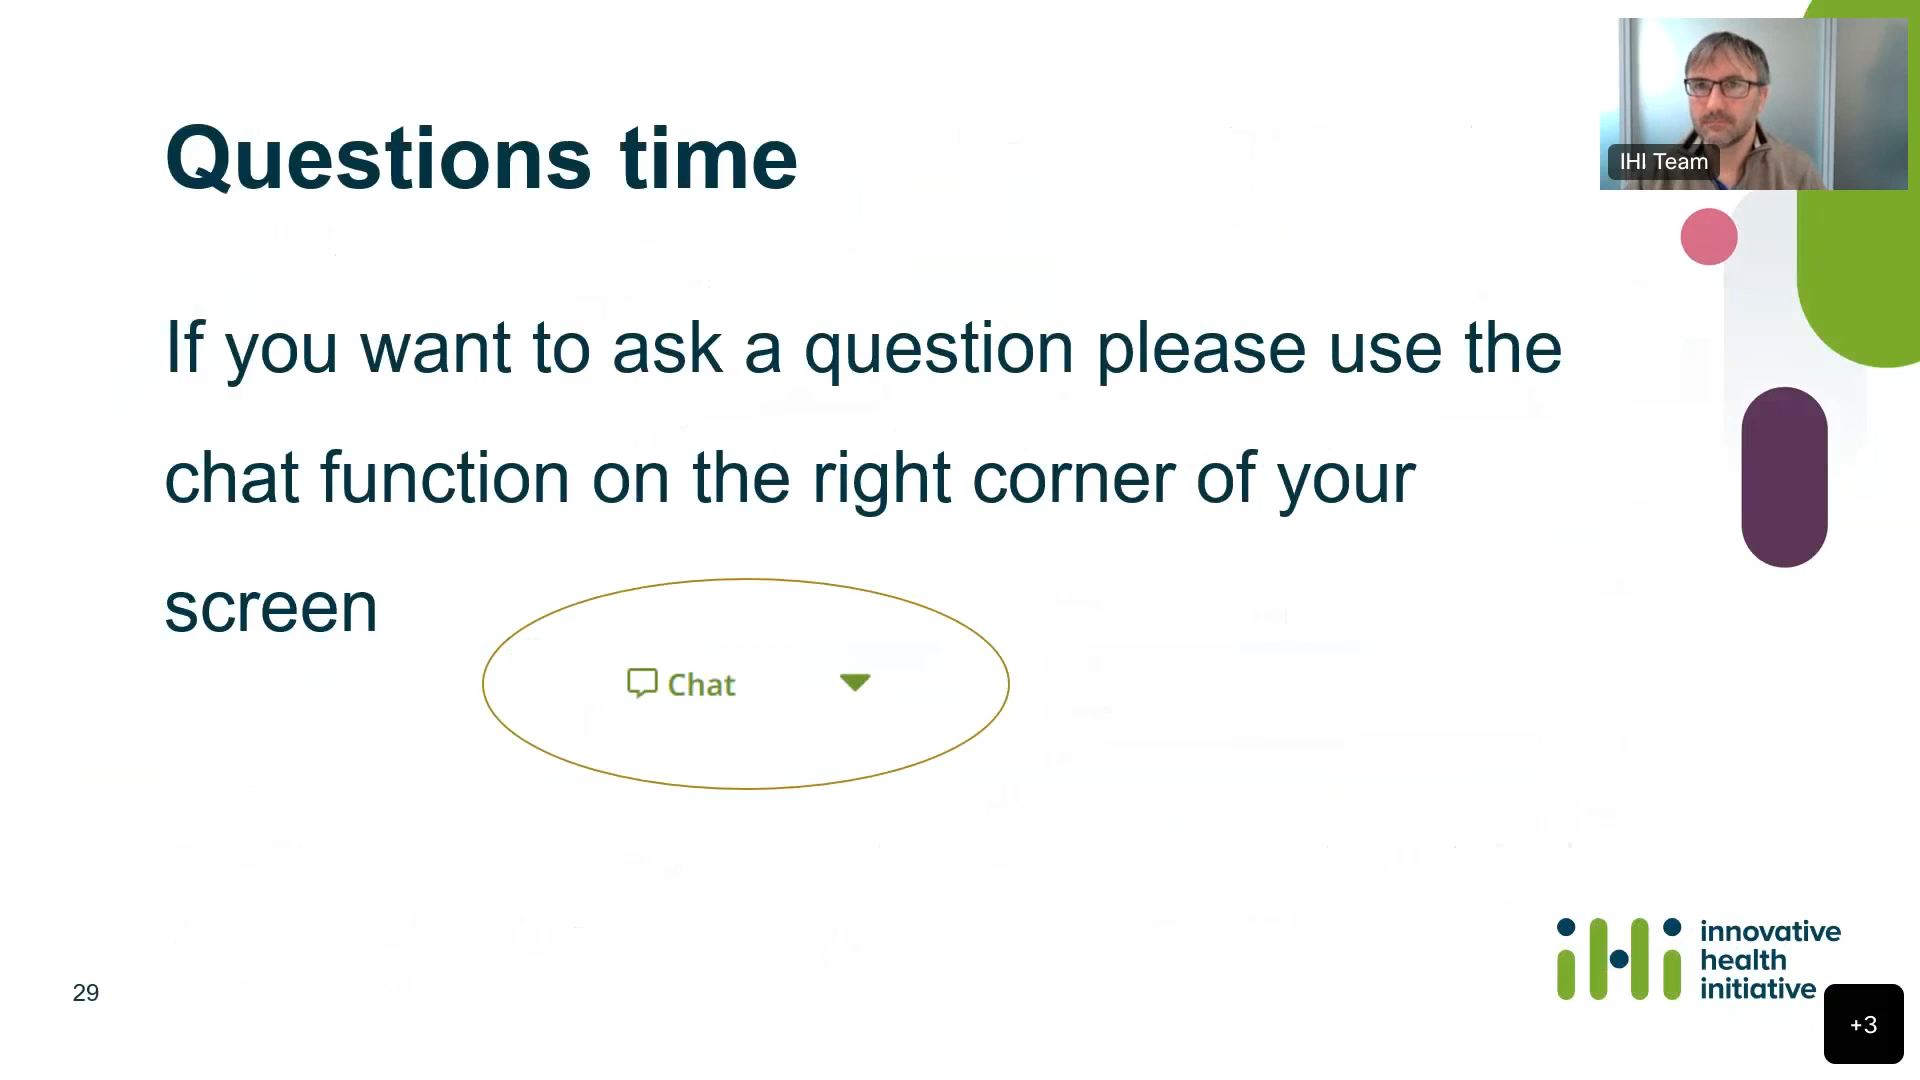 Questions time
IHI Team
If you want to ask a question please use the
chat function on the right corner of your
screen
Chat
29
iHi
innovative
health
initiative
+3